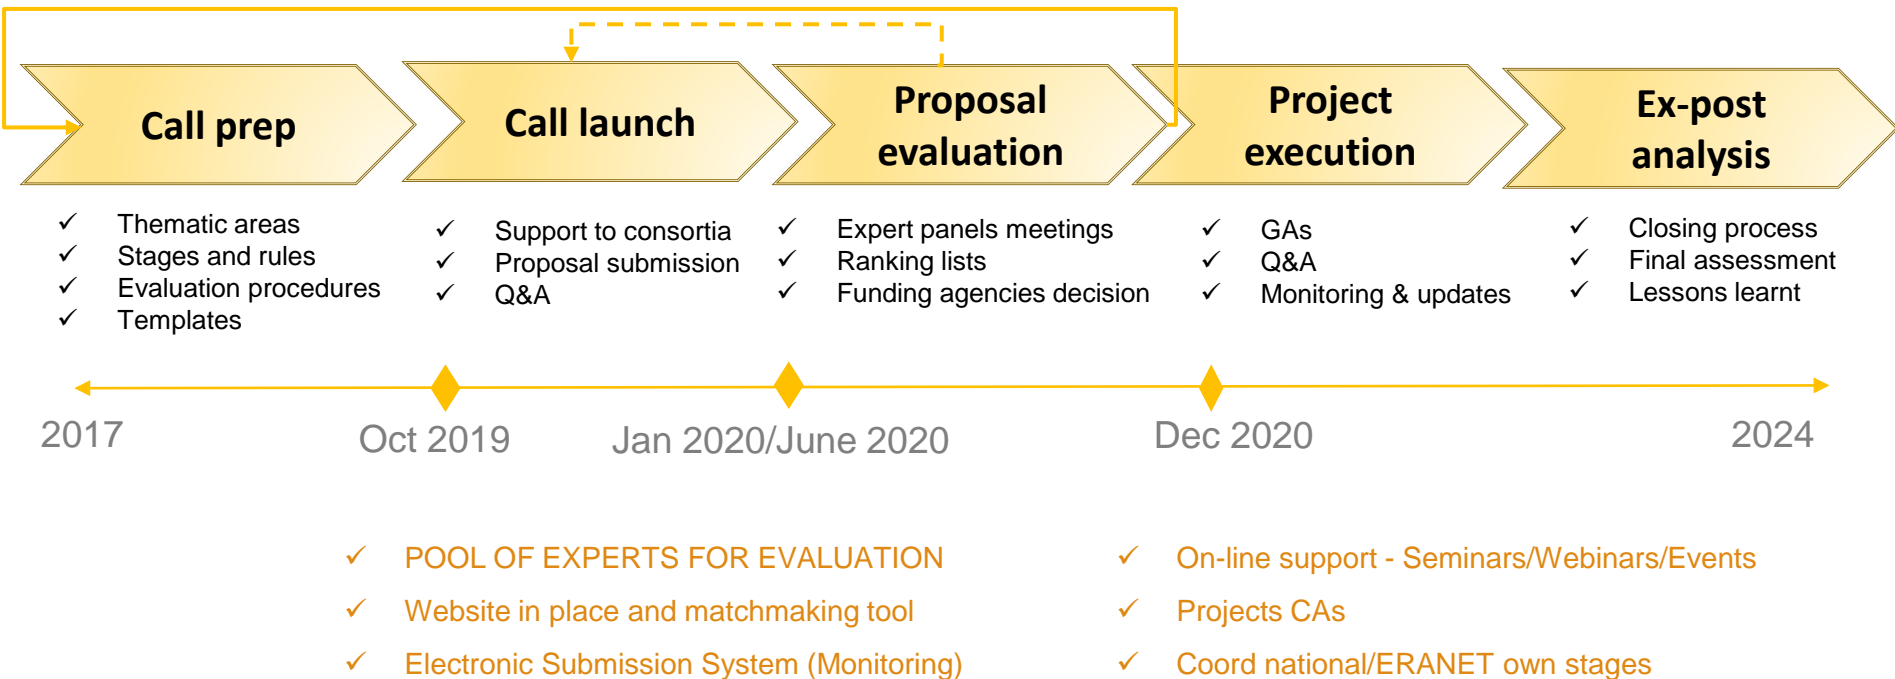 Call prep
Call launch
Proposal
evaluation
Project
execution
Ex-post
analysis
✓ Thematic areas
✓ Stages and rules
✓ Evaluation procedures
✓ Templates
✓ Support to consortia
✓ Proposal submission
✓ Q&A
✓ Expert panels meetings
✓ Ranking lists
✓ Funding agencies decision
✓ GAs
✓ Q&A
✓ Monitoring & updates
✓ Closing process
✓ Final assessment
✓ Lessons learnt
2017
Oct 2019
Jan 2020/June 2020
Dec 2020
2024
✓ POOL OF EXPERTS FOR EVALUATION
✓ Website in place and matchmaking tool
✓ Electronic Submission System (Monitoring)
✓ On-line support - Seminars/Webinars/Events
✓ Projects CAs
✓ Coord national/ERANET own stages